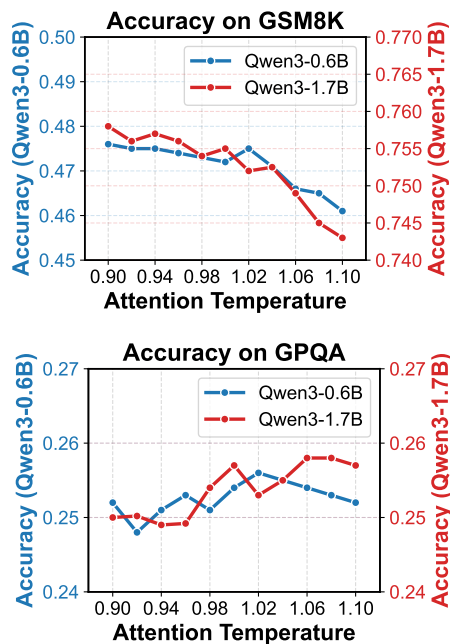 Accuracy on GSM8K
Accuracy (Qwen3-0.6B)
0.50
0.49
0.48
0.47
0.46
0.45
Qwen3-0.6B
Qwen3-1.7B
0.770
0.765
0.760
0.755
0.750
0.745
0.740
Accuracy (Qwen3-1.7B)
0.90 0.94 0.98 1.02 1.06 1.10
Attention Temperature
Accuracy on GPQA
Accuracy (Qwen3-0.6B)
0.27
0.26
0.25
0.24
Qwen3-0.6B
Qwen3-1.7B
0.27
0.26
0.25
0.24
Accuracy (Qwen3-1.7B)
0.90 0.94 0.98 1.02 1.06 1.10
Attention Temperature